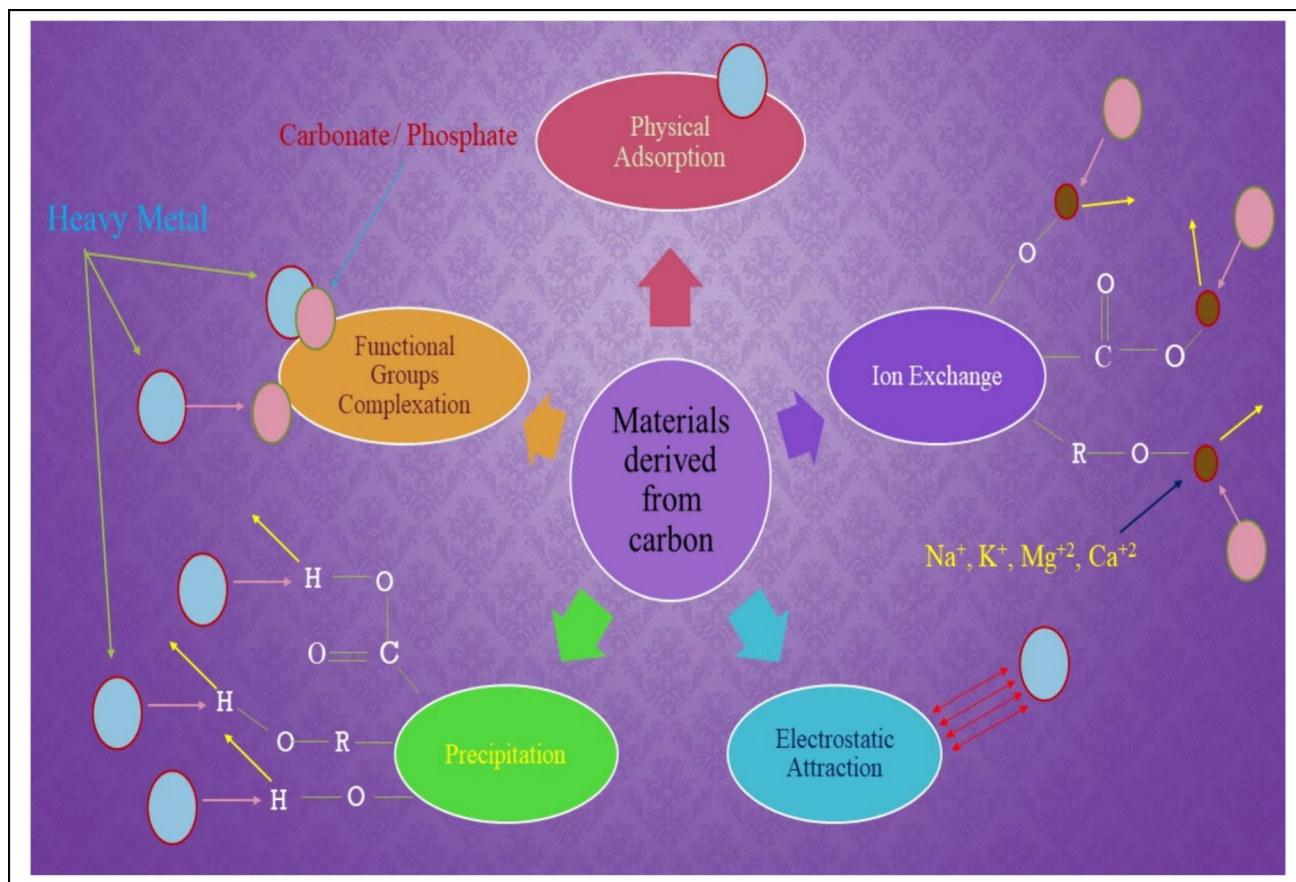 Physical
Adsorption
Carbonate / Phosphate
Heavy Metal
Functional
Groups
Complexation
Ion Exchange
O
O
C
O
R
O
Na⁺, K⁺, Mg⁺², Ca⁺²
Materials
derived
from
carbon
H
O
O
C
H
O
R
H
O
Precipitation
Electrostatic
Attraction